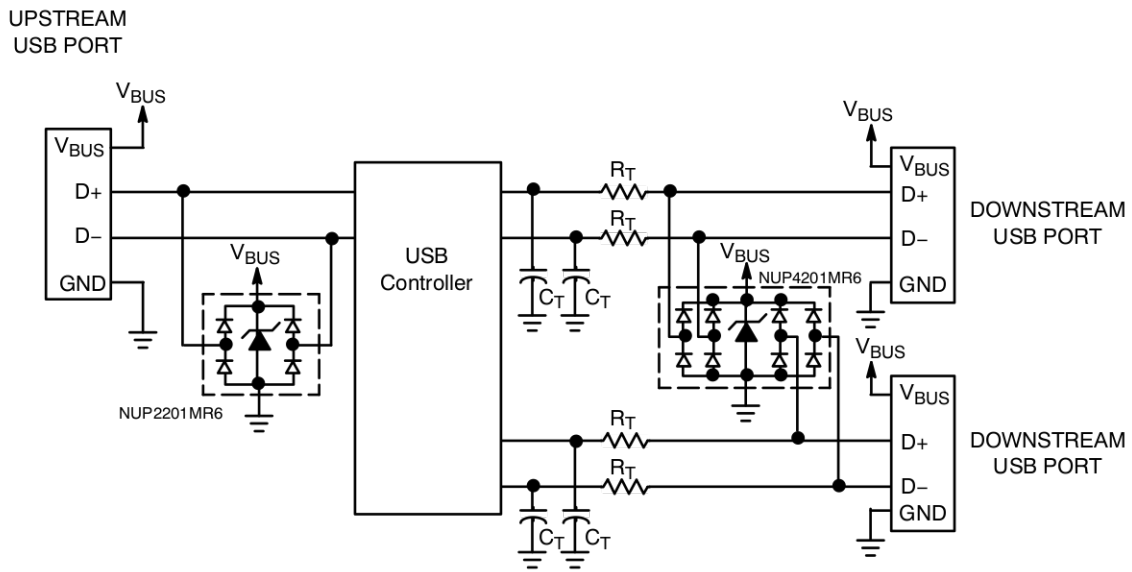 UPSTREAM
USB PORT
VBUS
VBUS
D+
D−
GND
VBUS
NUP2201MR6
USB
Controller
RT
RT
CT
CT
VBUS
NUP4201MR6
VBUS
VBUS
D+
D−
GND
DOWNSTREAM
USB PORT
RT
RT
CT
CT
VBUS
VBUS
D+
D−
GND
DOWNSTREAM
USB PORT